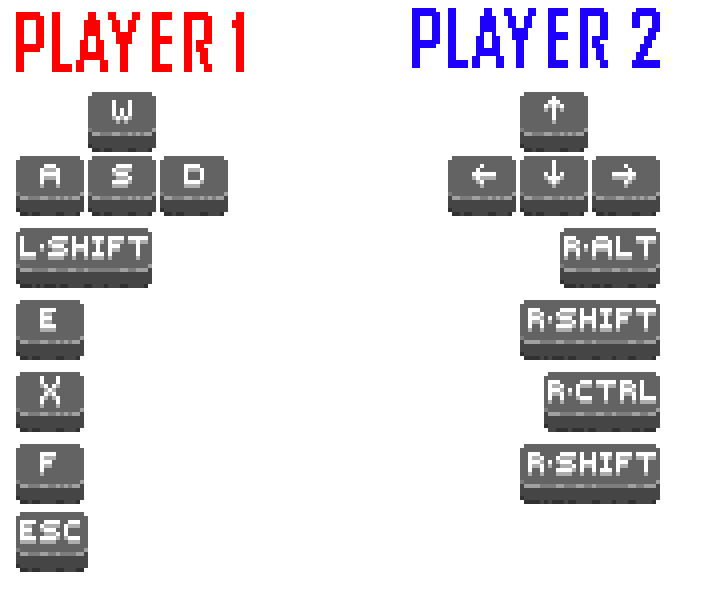 PLAYER 1 PLAYER 2
W ↑
A S D ← ↓ →
L·SHIFT R·ALT
E R·SHIFT
X R·CTRL
F R·SHIFT
ESC